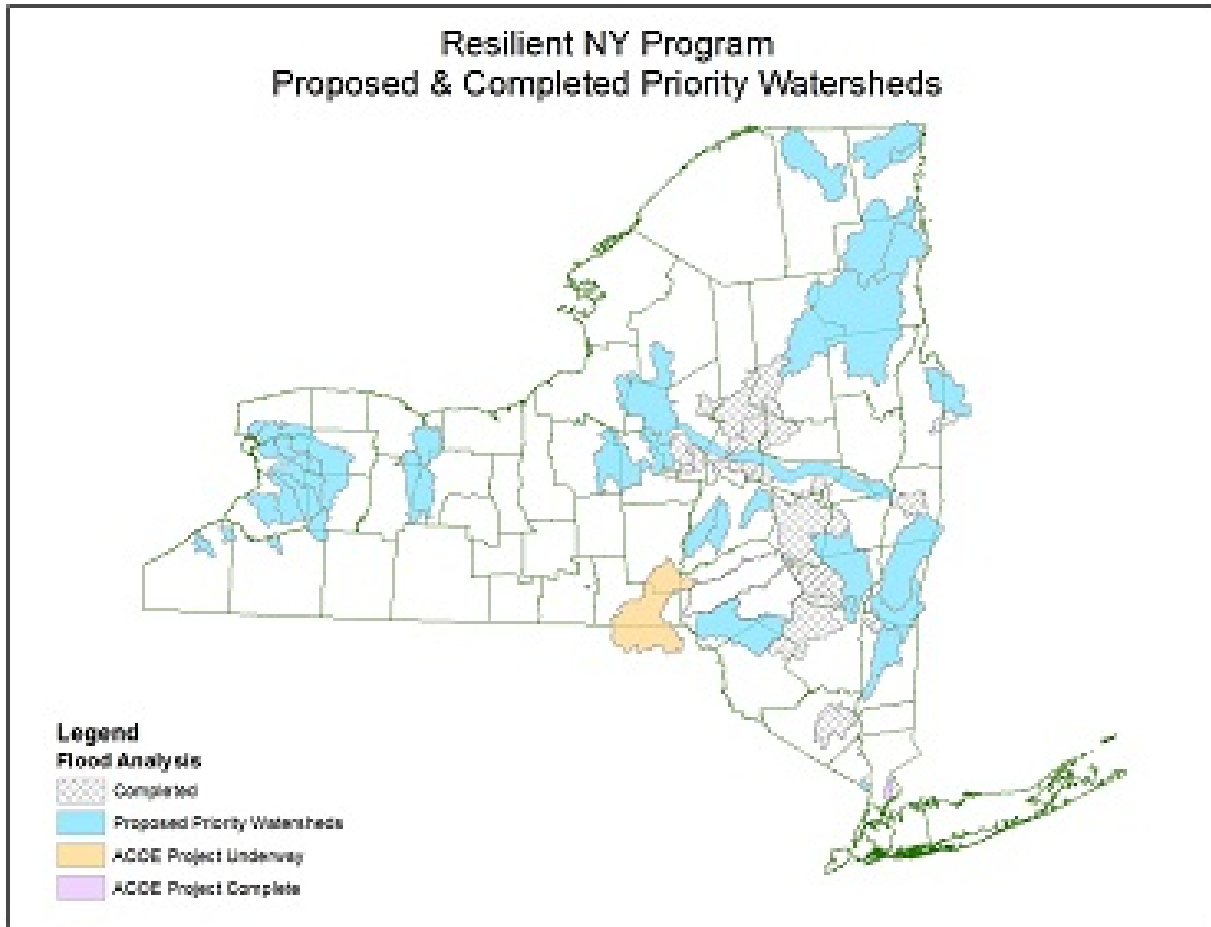 Resilient NY Program
Proposed & Completed Priority Watersheds
Legend
Flood Analysis
Completed
Proposed Priority Watersheds
ACOE Project Underway
ACOE Project Complete